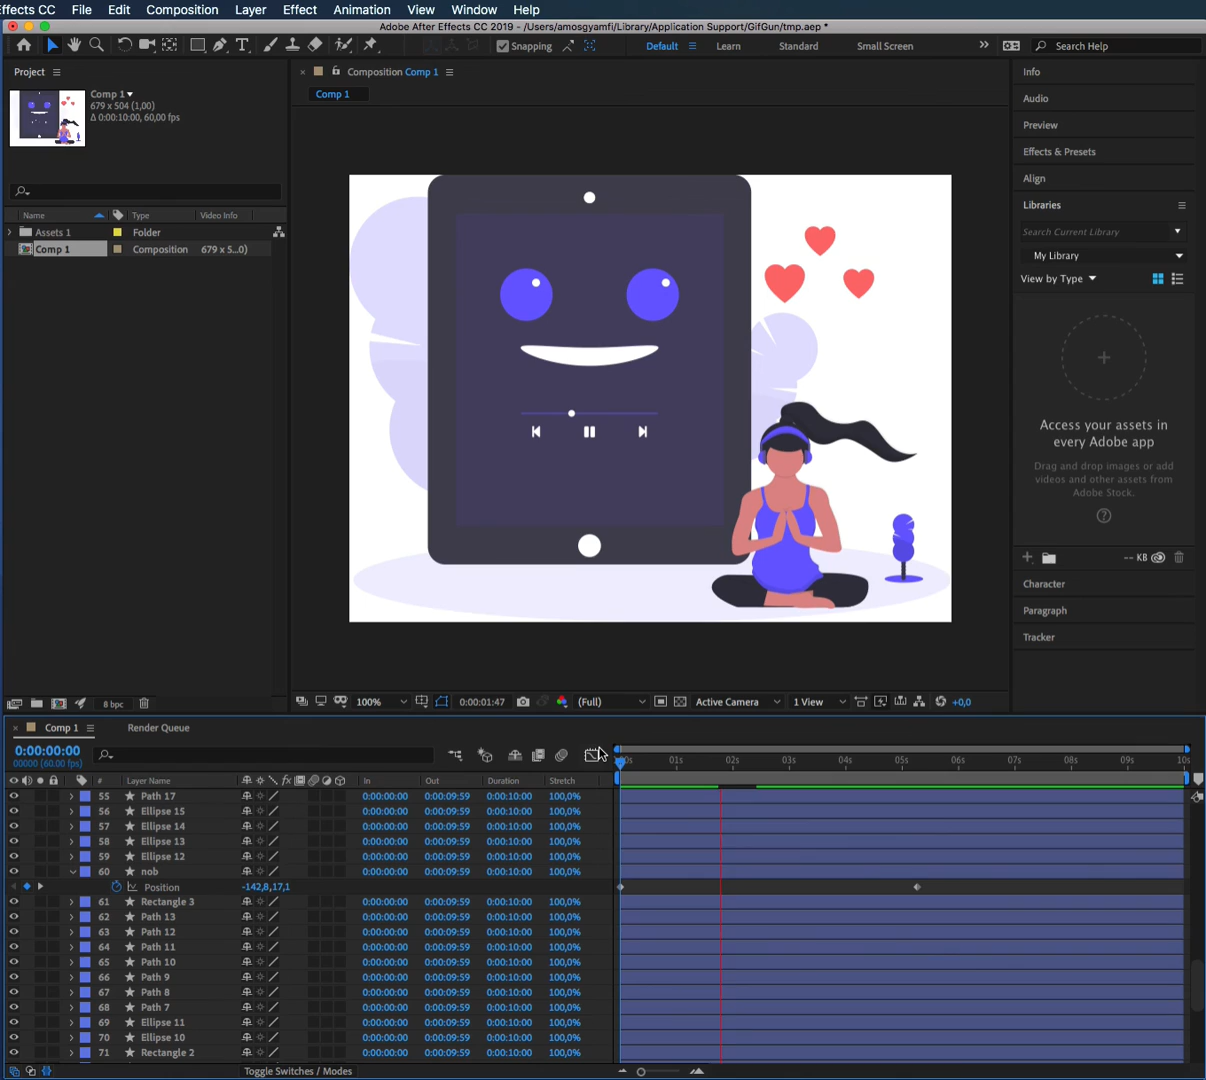 ffects CC File Edit Composition Layer Effect Animation View Window Help
Adobe After Effects CC 2019 - /Users/amosgyamfi/Library/Application Support/GifGun/tmp.aep *
Snapping Default Learn Standard Small Screen Search Help
Project
Comp 1
679 x 504 (1,00)
Δ 0:00:10:00, 60,00 fps
Name Type Video Info
Assets 1 Folder
Comp 1 Composition 679 x 5...0)
8 bpc
Composition Comp 1
Comp 1
100% 0:00:01:47 (Full) Active Camera 1 View +0,0
Info
Audio
Preview
Effects & Presets
Align
Libraries
Search Current Library
My Library
View by Type
Access your assets in
every Adobe app
Drag and drop images or add
videos and other assets from
Adobe Stock.
-- KB
Character
Paragraph
Tracker
Comp 1 Render Queue
0:00:00:00
00000 (60.00 fps)
01s 02s 03s 04s 05s 06s 07s 08s 09s 10s
# Layer Name In Out Duration Stretch
55 Path 17 0:00:00:00 0:00:09:59 0:00:10:00 100,0%
56 Ellipse 15 0:00:00:00 0:00:09:59 0:00:10:00 100,0%
57 Ellipse 14 0:00:00:00 0:00:09:59 0:00:10:00 100,0%
58 Ellipse 13 0:00:00:00 0:00:09:59 0:00:10:00 100,0%
59 Ellipse 12 0:00:00:00 0:00:09:59 0:00:10:00 100,0%
60 nob 0:00:00:00 0:00:09:59 0:00:10:00 100,0%
Position -142,8,17,1
61 Rectangle 3 0:00:00:00 0:00:09:59 0:00:10:00 100,0%
62 Path 13 0:00:00:00 0:00:09:59 0:00:10:00 100,0%
63 Path 12 0:00:00:00 0:00:09:59 0:00:10:00 100,0%
64 Path 11 0:00:00:00 0:00:09:59 0:00:10:00 100,0%
65 Path 10 0:00:00:00 0:00:09:59 0:00:10:00 100,0%
66 Path 9 0:00:00:00 0:00:09:59 0:00:10:00 100,0%
67 Path 8 0:00:00:00 0:00:09:59 0:00:10:00 100,0%
68 Path 7 0:00:00:00 0:00:09:59 0:00:10:00 100,0%
69 Ellipse 11 0:00:00:00 0:00:09:59 0:00:10:00 100,0%
70 Ellipse 10 0:00:00:00 0:00:09:59 0:00:10:00 100,0%
71 Rectangle 2 0:00:00:00 0:00:09:59 0:00:10:00 100,0%
Toggle Switches / Modes